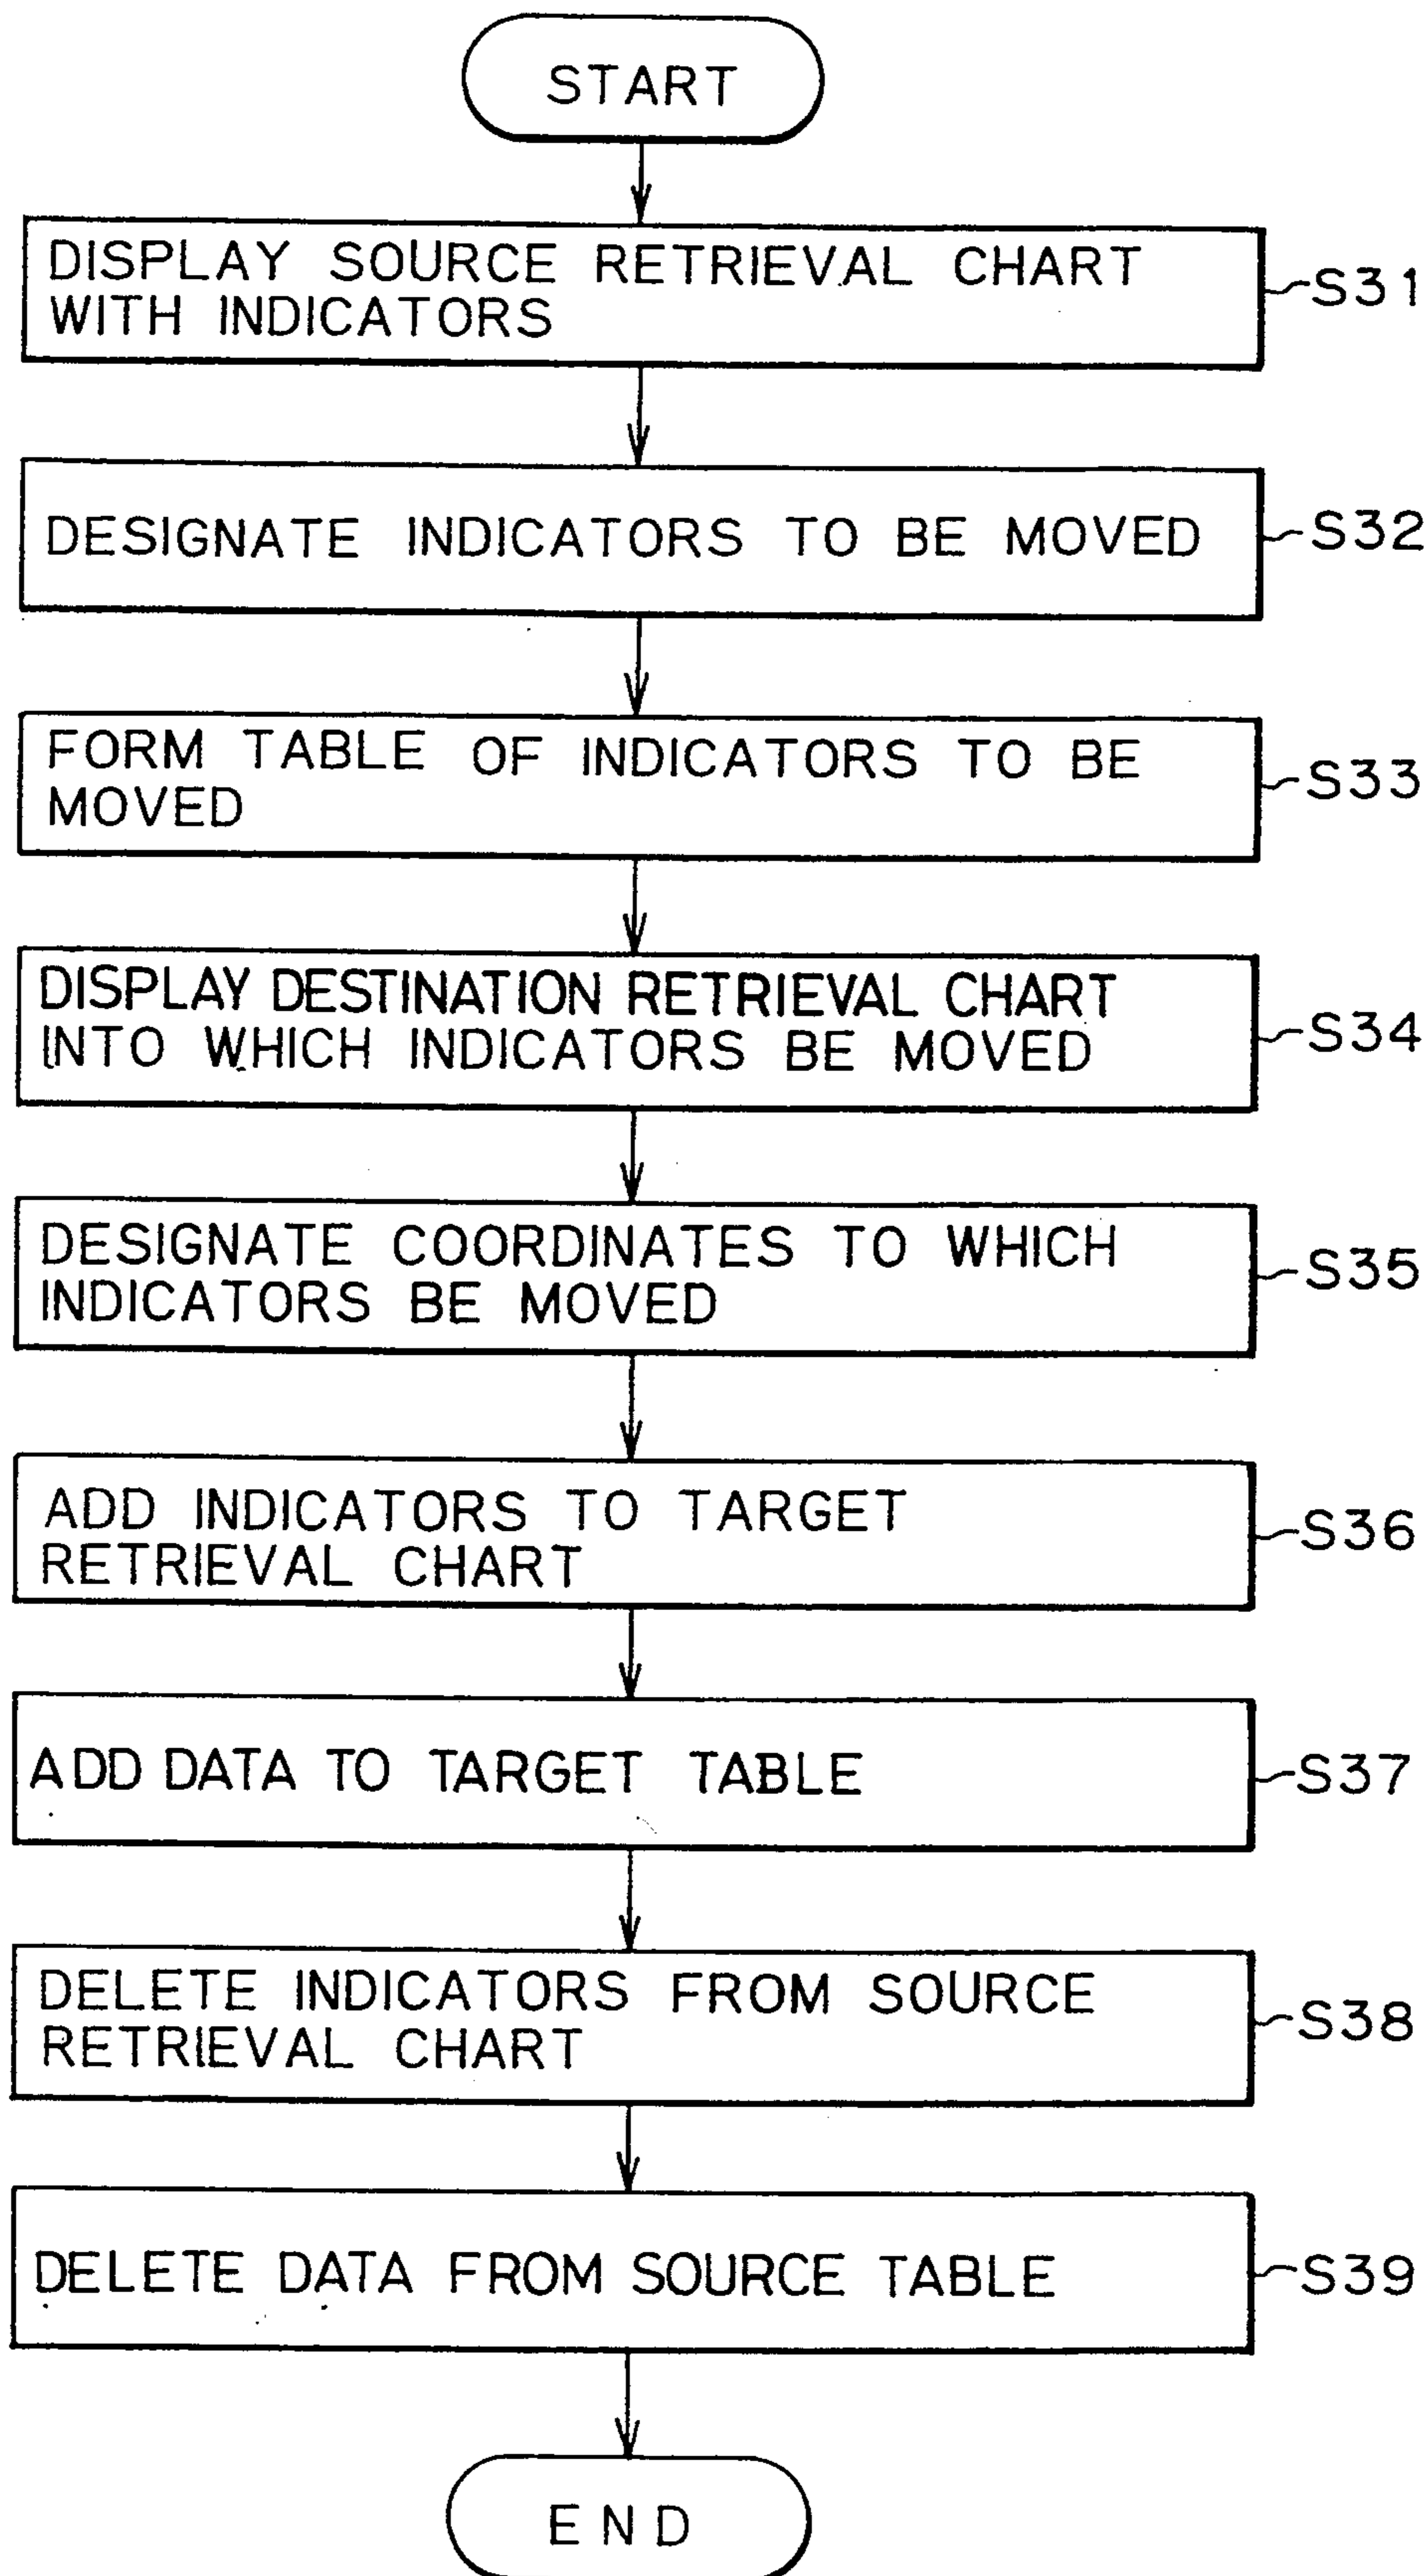 START
DISPLAY SOURCE RETRIEVAL CHART
WITH INDICATORS
S31
DESIGNATE INDICATORS TO BE MOVED
S32
FORM TABLE OF INDICATORS TO BE
MOVED
S33
DISPLAY DESTINATION RETRIEVAL CHART
INTO WHICH INDICATORS BE MOVED
S34
DESIGNATE COORDINATES TO WHICH
INDICATORS BE MOVED
S35
ADD INDICATORS TO TARGET
RETRIEVAL CHART
S36
ADD DATA TO TARGET TABLE
S37
DELETE INDICATORS FROM SOURCE
RETRIEVAL CHART
S38
DELETE DATA FROM SOURCE TABLE
S39
END